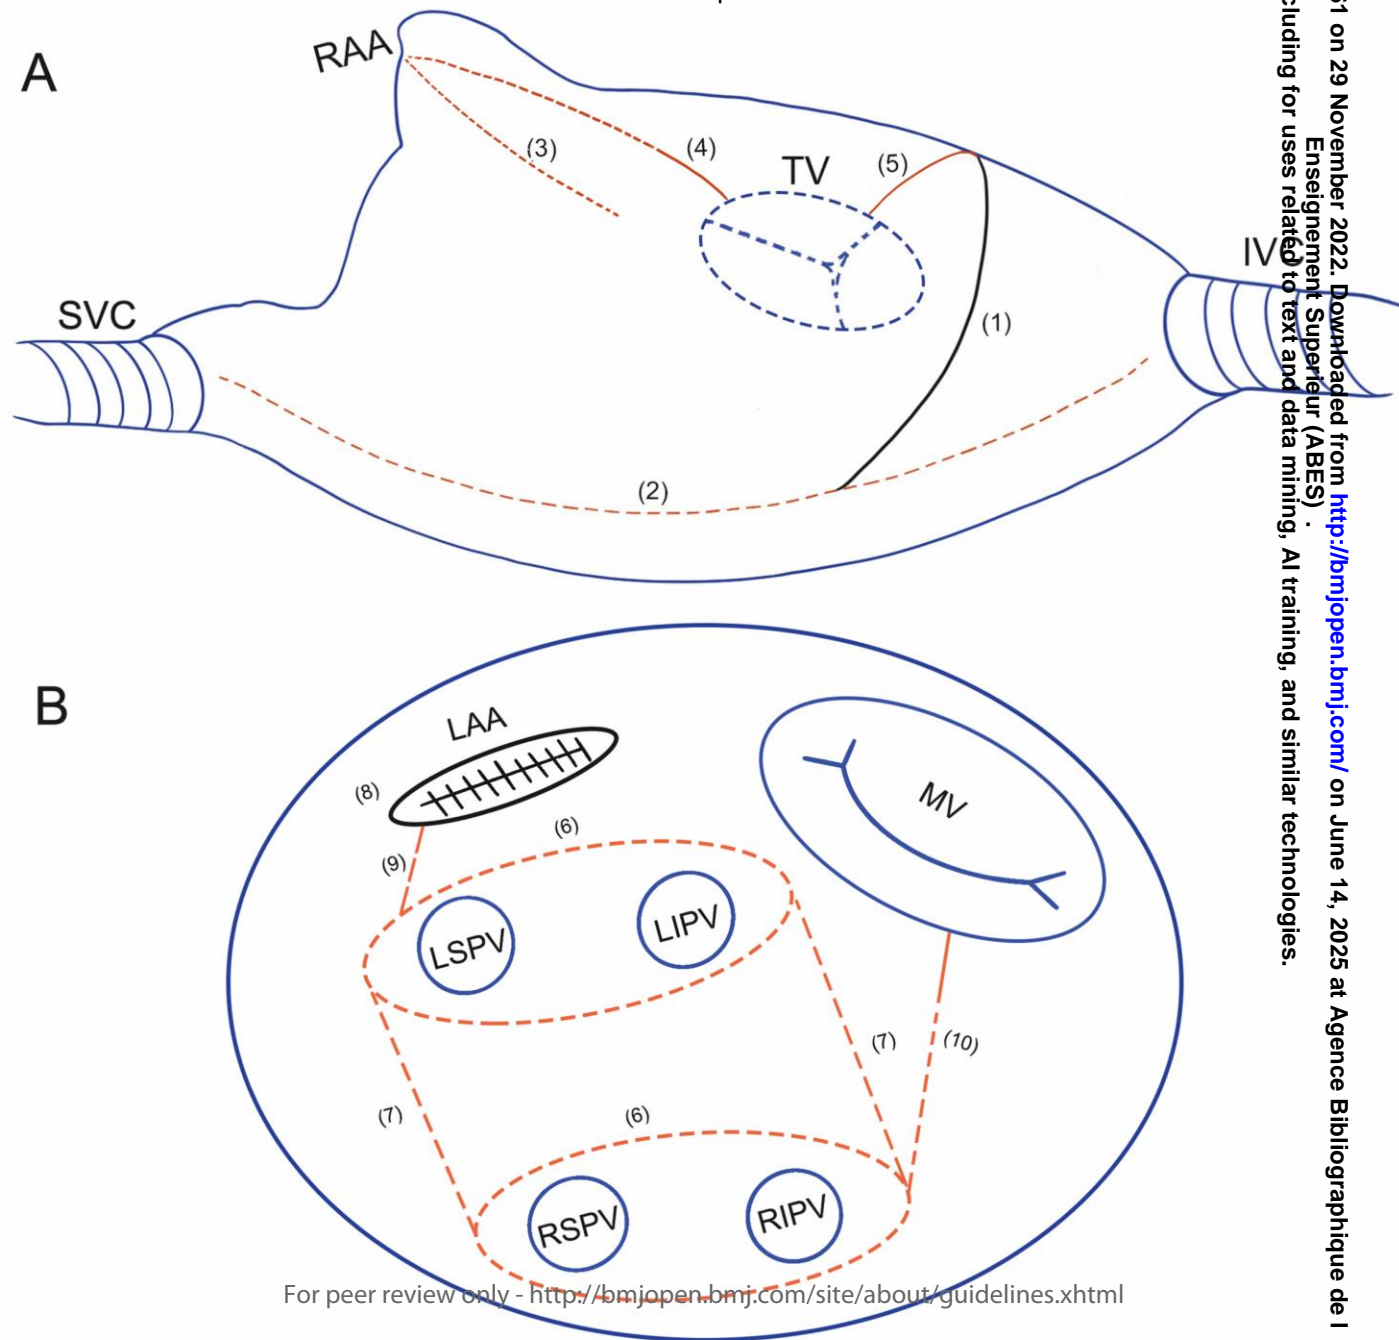 A
RAA
(3)
(4)
TV
(5)
SVC
IVC
(1)
(2)
B
LAA
(8)
(6)
(9)
MV
LSPV
LIPV
(7)
(10)
(7)
(6)
RSPV
RIPV
For peer review only - http://bmjopen.bmj.com/site/about/guidelines.xhtml
61 on 29 November 2022. Downloaded from http://bmjopen.bmj.com/ on June 14, 2025 at Agence Bibliographique de l
Enseignement Superieur (ABES) .
cluding for uses related to text and data mining, AI training, and similar technologies.